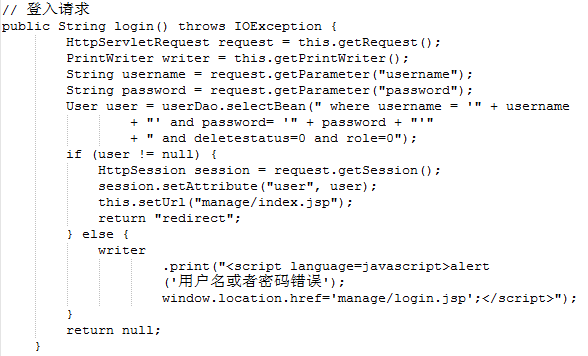 // 登入请求
public String login() throws IOException {
HttpServletRequest request = this.getRequest();
PrintWriter writer = this.getPrintWriter();
String username = request.getParameter("username");
String password = request.getParameter("password");
User user = userDao.selectBean(" where username = '" + username
+ "' and password= '" + password + "'"
+ " and deletestatus=0 and role=0");
if (user != null) {
HttpSession session = request.getSession();
session.setAttribute("user", user);
this.setUrl("manage/index.jsp");
return "redirect";
} else {
writer
.print("<script language=javascript>alert
('用户名或者密码错误');
window.location.href='manage/login.jsp';</script>");
}
return null;
}